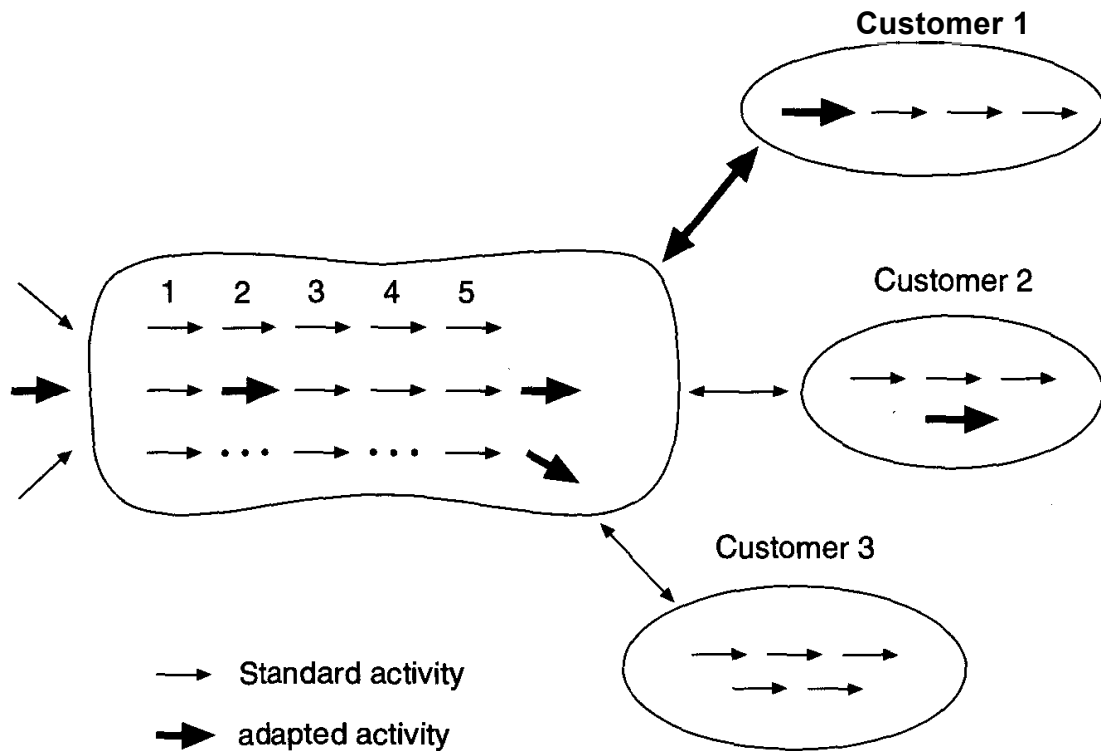 Customer 1
1 2 3 4 5
Customer 2
Customer 3
Standard activity
adapted activity